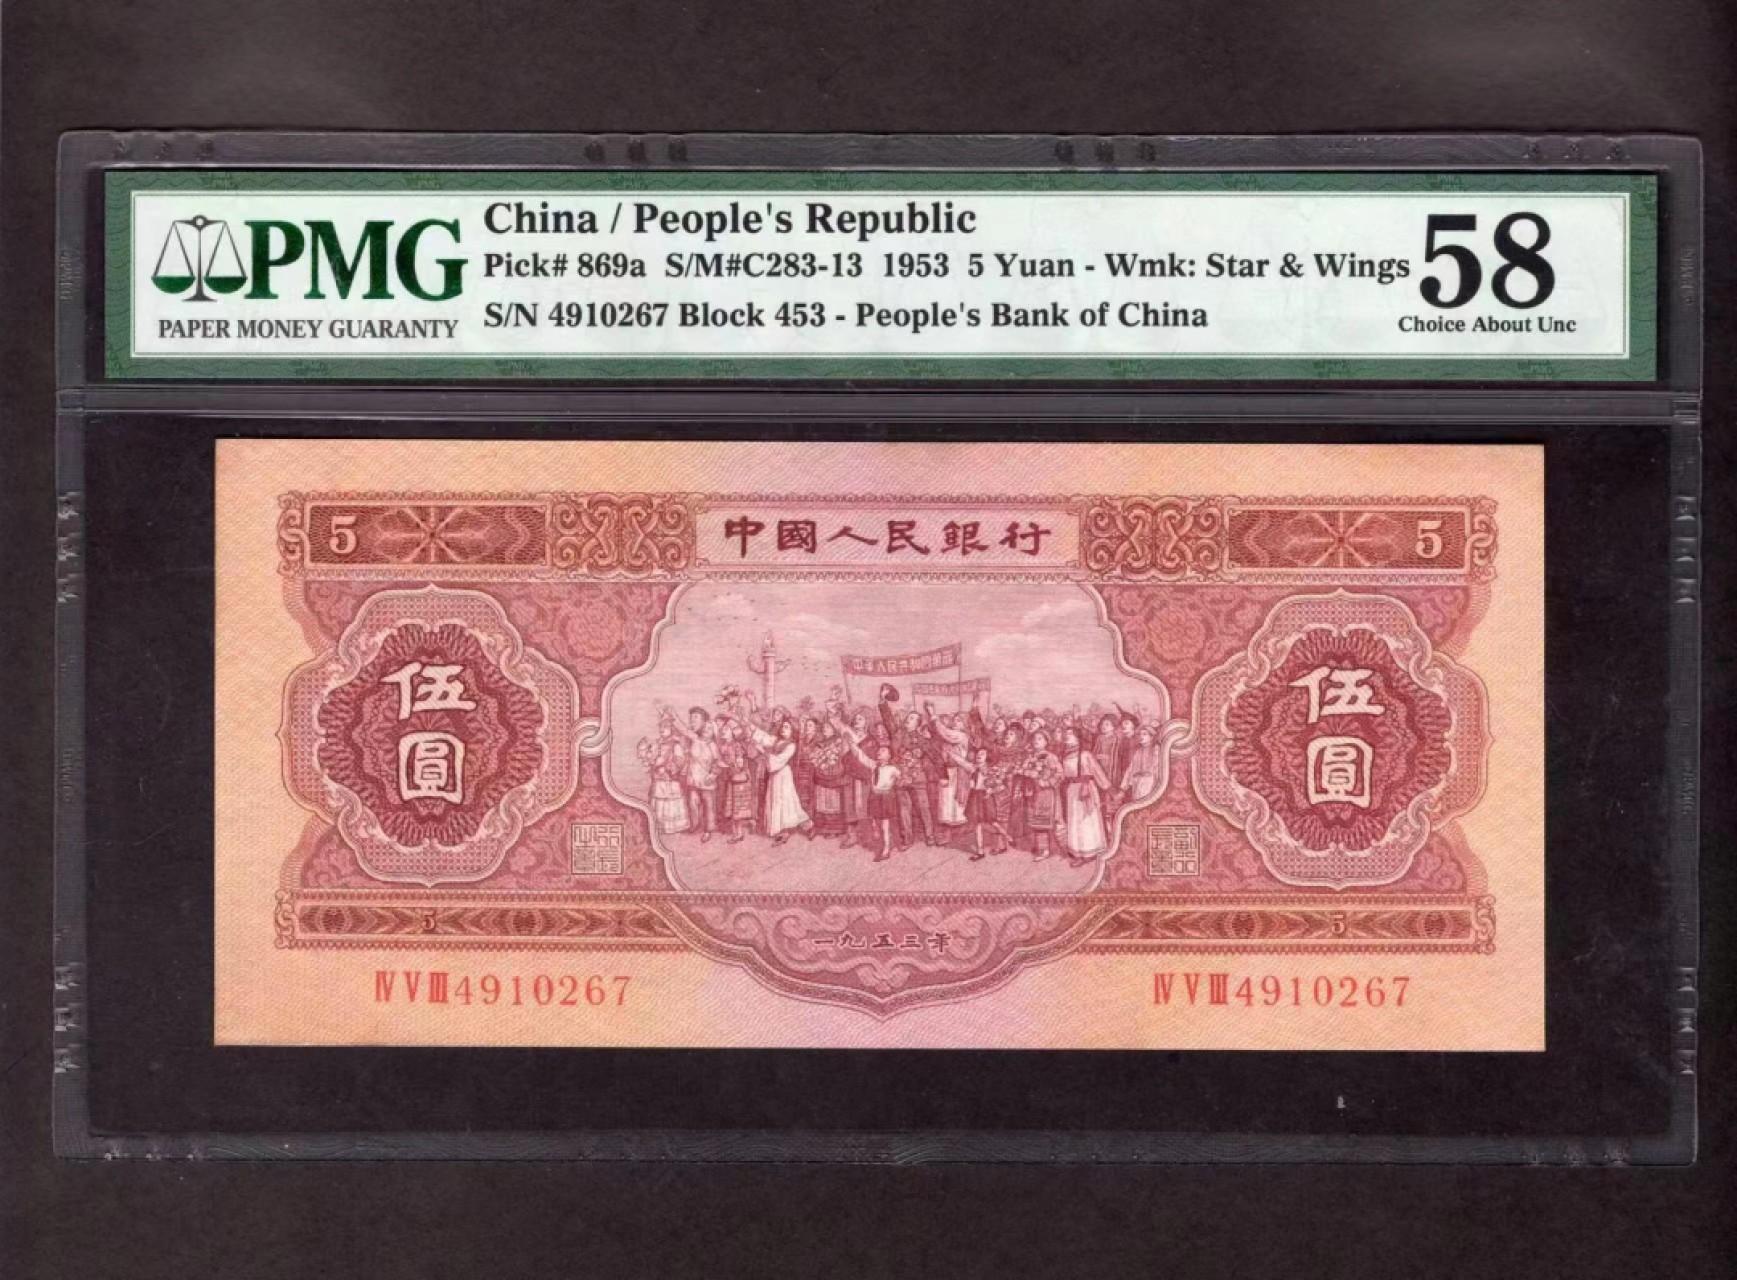 China / People's Republic
PMG Pick# 869a S/M#C283-13 1953 5 Yuan - Wmk: Star & Wings 58
PAPER MONEY GUARANTY S/N 4910267 Block 453 - People's Bank of China Choice About Unc
5 中國人民銀行 5
伍圓 伍圓
5 5
一九五三年
ⅣⅤⅢ4910267 ⅣⅤⅢ4910267